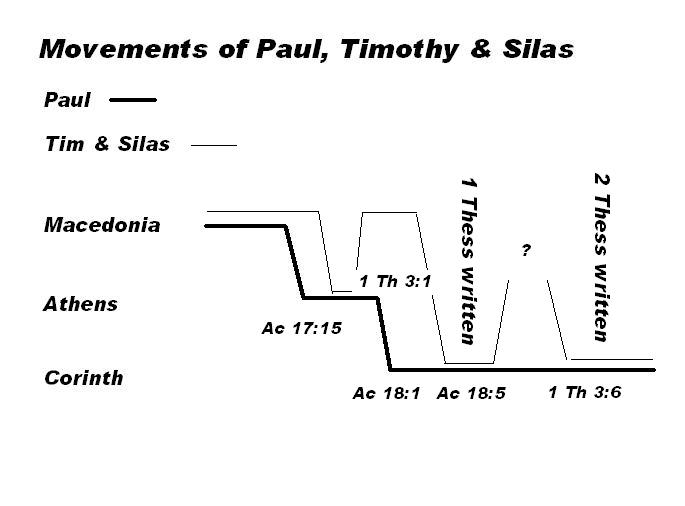 Movements of Paul, Timothy & Silas
Paul
Tim & Silas
1 Thess written
2 Thess written
Macedonia
?
1 Th 3:1
Athens
Ac 17:15
Corinth
Ac 18:1
Ac 18:5
1 Th 3:6